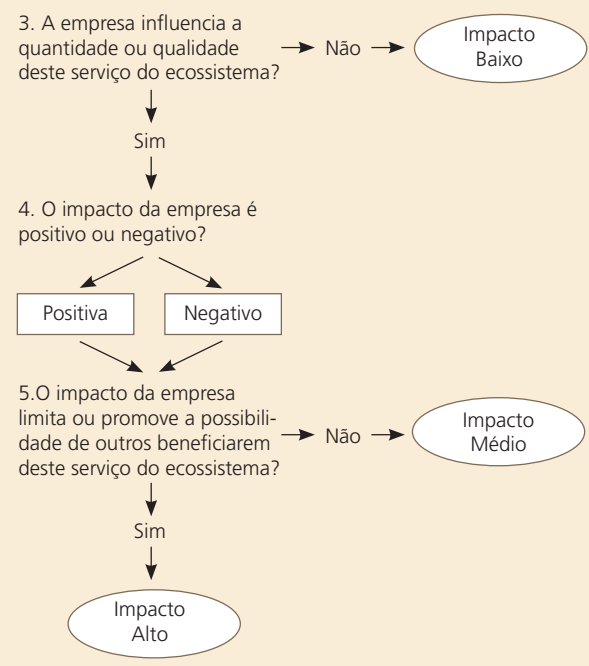 3. A empresa influencia a
quantidade ou qualidade
deste serviço do ecossistema?
Não
Impacto
Baixo
Sim
4. O impacto da empresa é
positivo ou negativo?
Positiva
Negativo
5.O impacto da empresa
limita ou promove a possibili-
dade de outros beneficiarem
deste serviço do ecossistema?
Não
Impacto
Médio
Sim
Impacto
Alto